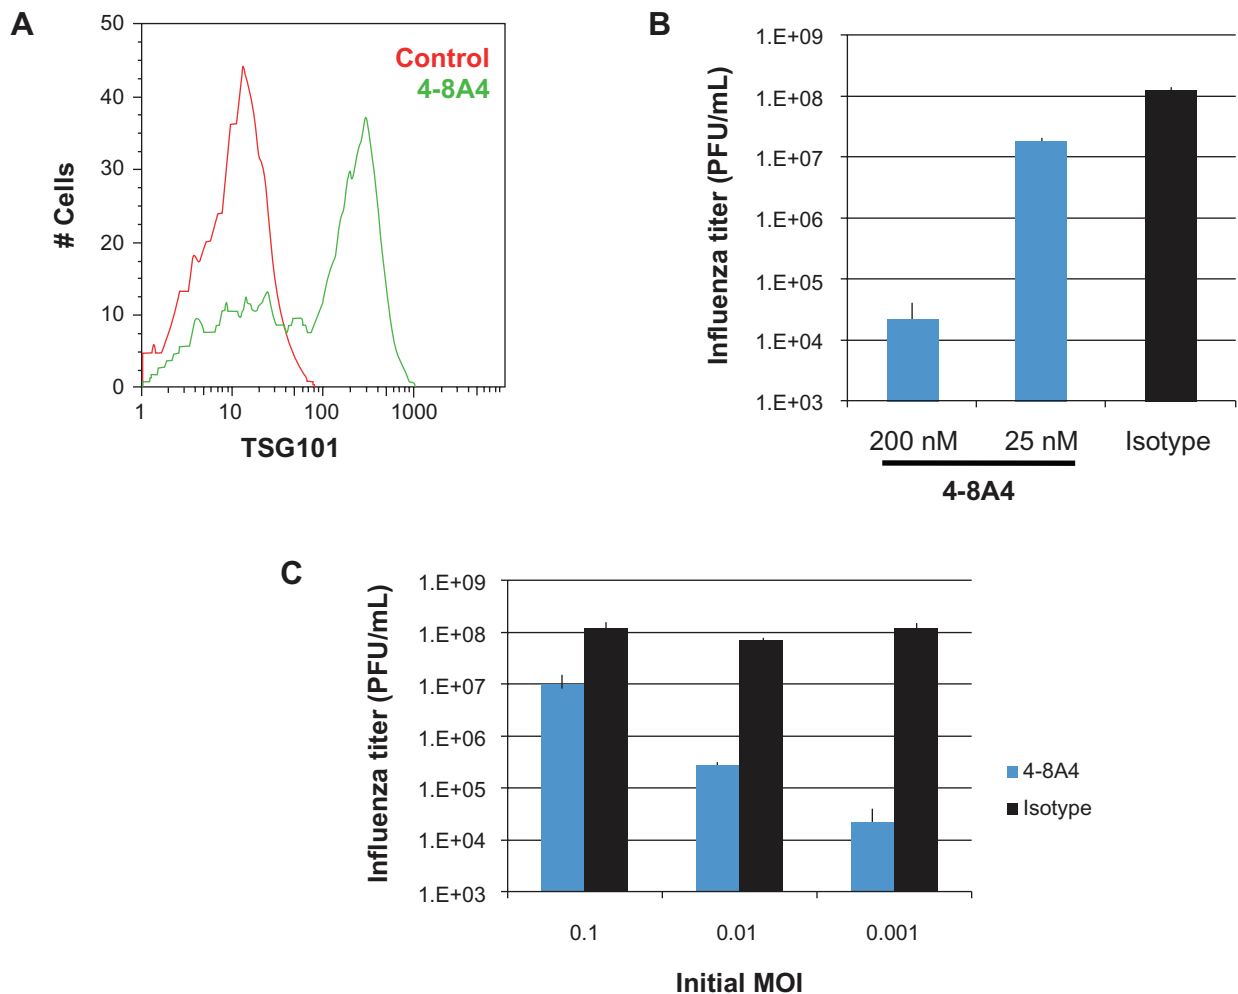 A
50
40
30
20
10
0
# Cells
Control
4-8A4
1
10
100
1000
TSG101
B
1.E+09
1.E+08
1.E+07
1.E+06
1.E+05
1.E+04
1.E+03
Influenza titer (PFU/mL)
200 nM
25 nM
Isotype
4-8A4
C
1.E+09
1.E+08
1.E+07
1.E+06
1.E+05
1.E+04
1.E+03
Influenza titer (PFU/mL)
4-8A4
Isotype
0.1
0.01
0.001
Initial MOI